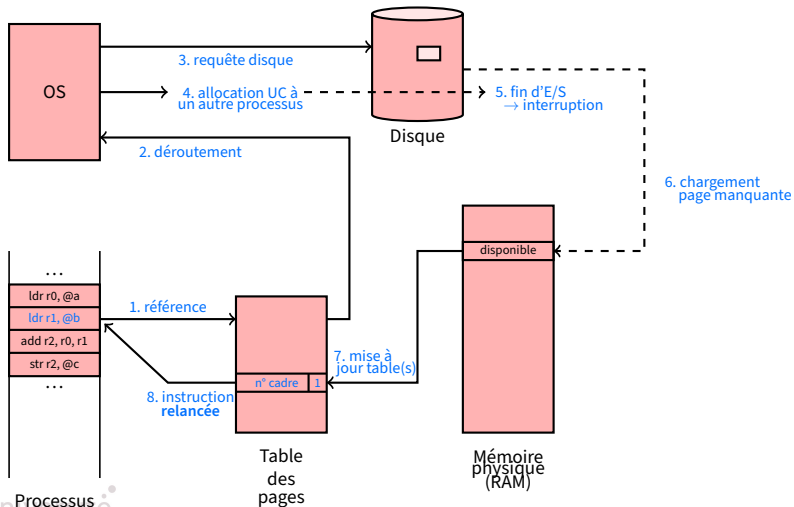 3. requête disque
OS
4. allocation UC à
un autre processus
5. fin d'E/S
→ interruption
Disque
2. déroutement
6. chargement
page manquante
disponible
...
ldr r0, @a
1. référence
ldr r1, @b
add r2, r0, r1
str r2, @c
...
7. mise à
jour table(s)
n° cadre 1
8. instruction
relancée
Table
des
pages
Mémoire
physique
(RAM)
Processus